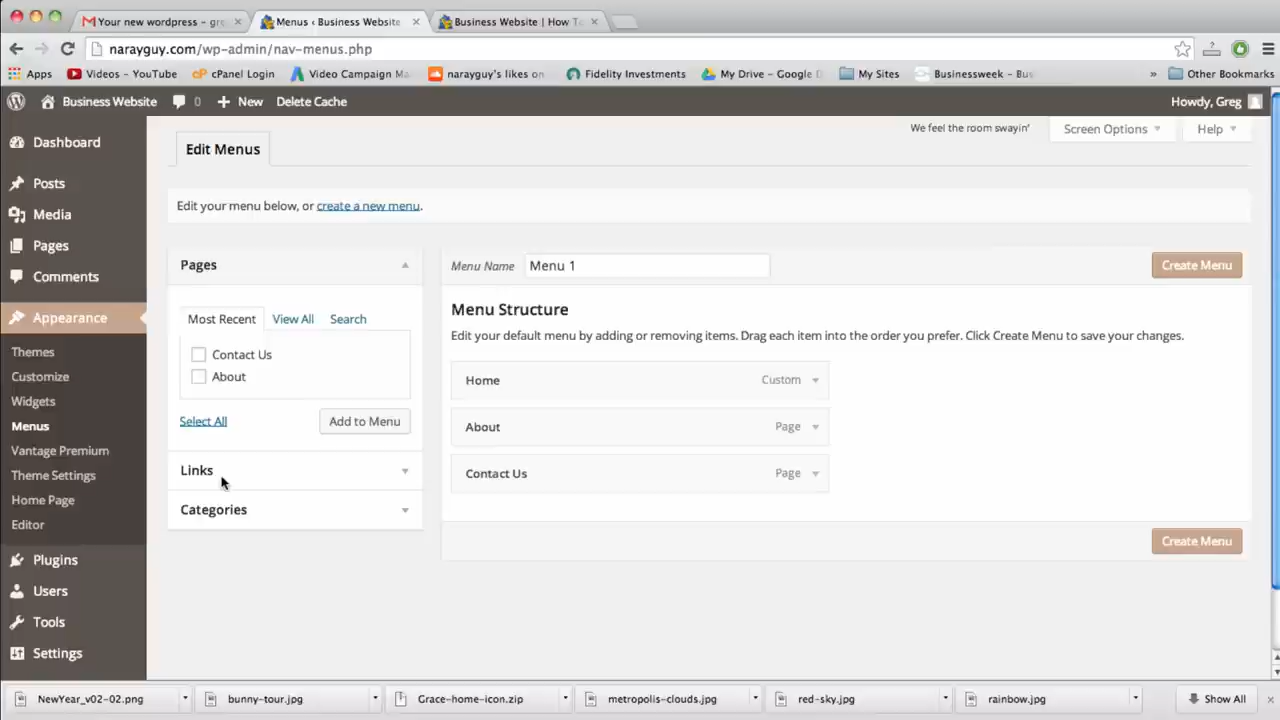 Your new wordpress - gre
Menus ‹ Business Website
Business Website | How To
narayguy.com/wp-admin/nav-menus.php
Apps
Videos - YouTube
cPanel Login
Video Campaign Ma
narayguy's likes on
Fidelity Investments
My Drive - Google D
My Sites
Businessweek - Bus
»
Other Bookmarks
Business Website
0
+ New
Delete Cache
Howdy, Greg
Dashboard
Posts
Media
Pages
Comments
Appearance
Themes
Customize
Widgets
Menus
Vantage Premium
Theme Settings
Home Page
Editor
Plugins
Users
Tools
Settings
We feel the room swayin'
Screen Options
Help
Edit Menus
Edit your menu below, or create a new menu.
Pages
Most Recent
View All
Search
Contact Us
About
Select All
Add to Menu
Links
Categories
Menu Name
Menu 1
Create Menu
Menu Structure
Edit your default menu by adding or removing items. Drag each item into the order you prefer. Click Create Menu to save your changes.
Home
Custom
About
Page
Contact Us
Page
Create Menu
NewYear_v02-02.png
bunny-tour.jpg
Grace-home-icon.zip
metropolis-clouds.jpg
red-sky.jpg
rainbow.jpg
Show All